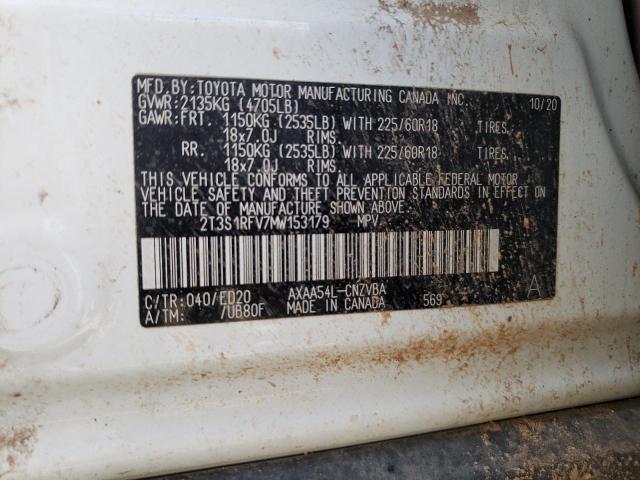 MFD.BY:TOYOTA MOTOR MANUFACTURING CANADA INC. 10/20
GVWR:2135KG (4705LB)
GAWR:FRT. 1150KG (2535LB) WITH 225/60R18 TIRES.
18x7.0J RIMS.
RR. 1150KG (2535LB) WITH 225/60R18 TIRES.
18x7.0J RIMS.
THIS VEHICLE CONFORMS TO ALL APPLICABLE FEDERAL MOTOR
VEHICLE SAFETY AND THEFT PREVENTION STANDARDS IN EFFECT ON
THE DATE OF MANUFACTURE SHOWN ABOVE.
2T3S1RFV7MW153179 MPV
C/TR:040/ED20 AXAA54L-CNZVBA A
A/TM: /UB80F MADE IN CANADA 569